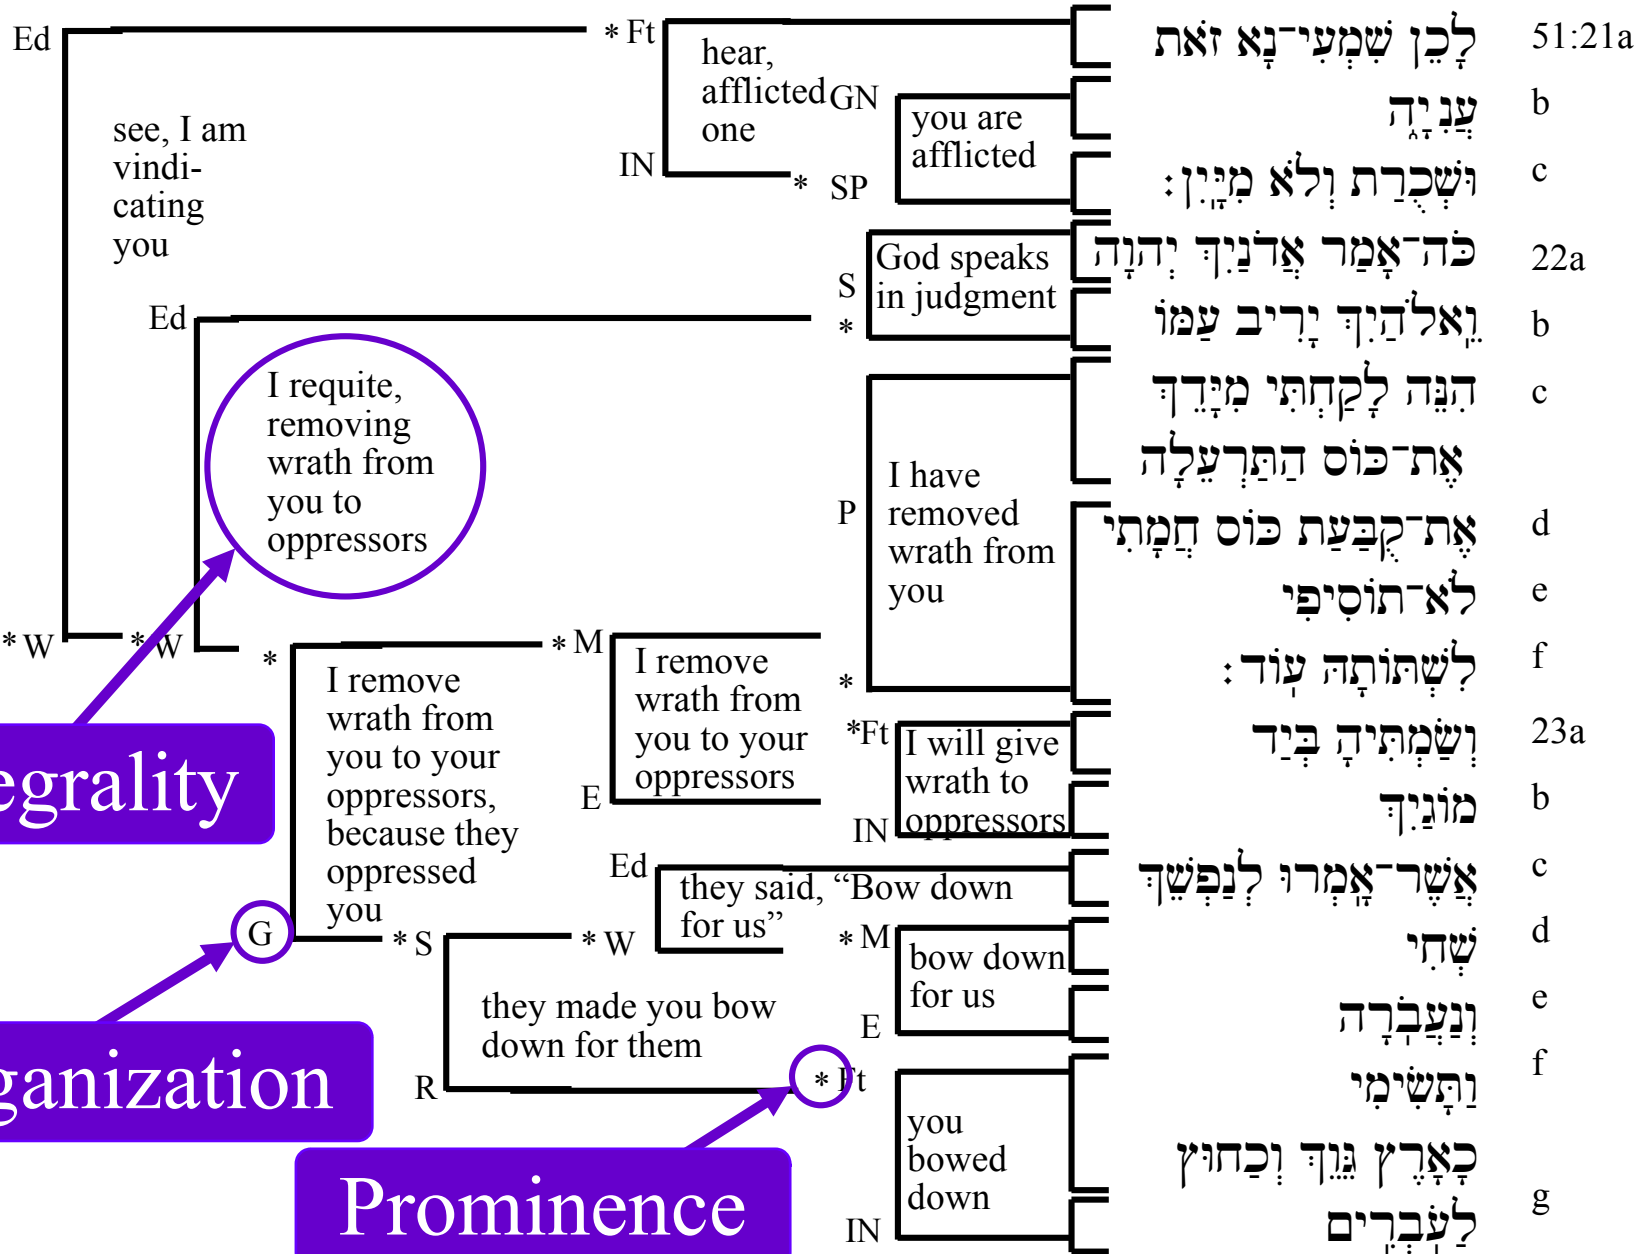 Ed
* Ft
hear,
afflicted
one
GN
IN
you are
afflicted
* SP
see, I am
vindi-
cating
you
God speaks
in judgment
S
*
Ed
I requite,
removing
wrath from
you to
oppressors
I have
removed
wrath from
you
P
*
* W
* W
*
* M
I remove
wrath from
you to your
oppressors
E
I remove
wrath from
you to your
oppressors,
because they
oppressed
you
*Ft
I will give
wrath to
oppressors
IN
egrality
Ed
they said, “Bow down
for us”
G
* S
* W
* M
bow down
for us
E
they made you bow
down for them
R
* Ft
ganization
you
bowed
down
IN
Prominence
לָכֵן שִׁמְעִי־נָא זֹאת 51:21a
עֲנִיָּה b
וּשְׁכֻרַת וְלֹא מִיָּיִן׃ c
כֹּה־אָמַר אֲדֹנַיִךְ יְהוָה 22a
וֵאלֹהַיִךְ יָרִיב עַמּוֹ b
הִנֵּה לָקַחְתִּי מִיָּדֵךְ c
אֶת־כּוֹס הַתַּרְעֵלָה
אֶת־קֻבַּעַת כּוֹס חֲמָתִי d
לֹא־תוֹסִיפִי e
לִשְׁתּוֹתָהּ עוֹד׃ f
וְשַׂמְתִּיהָ בְּיַד 23a
מוֹגַיִךְ b
אֲשֶׁר־אָמְרוּ לְנַפְשֵׁךְ c
שְׁחִי d
וְנַעֲבֹרָה e
וַתָּשִׂימִי f
כָאָרֶץ גֵּוֵךְ וְכַחוּץ
לַעֹבְרִים g